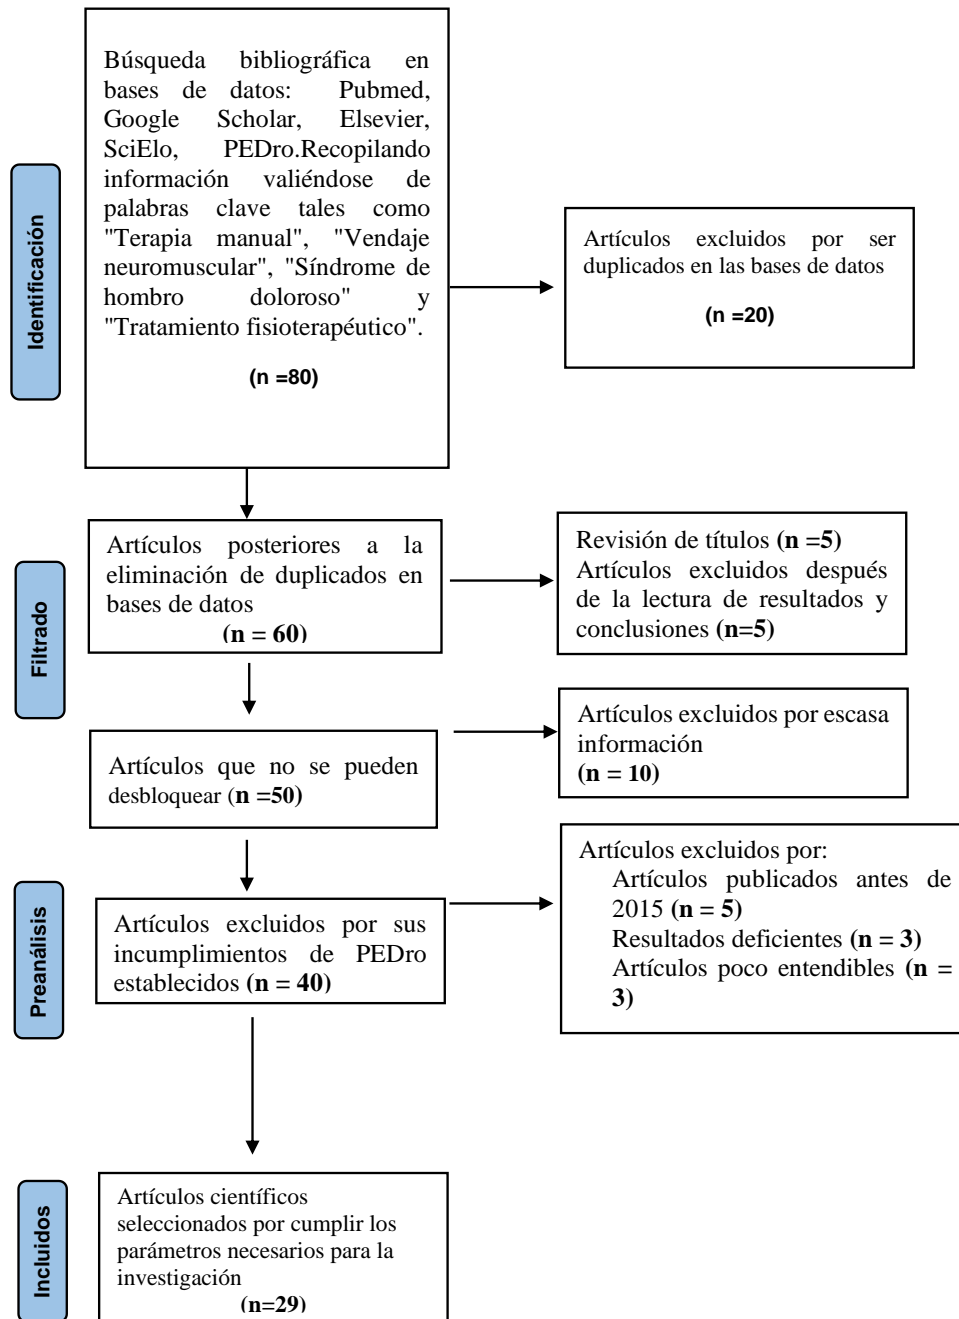 Búsqueda bibliográfica en
bases de datos: Pubmed,
Google Scholar, Elsevier,
SciElo, PEDro.Recopilando
información valiéndose de
palabras clave tales como
"Terapia manual", "Vendaje
neuromuscular", "Síndrome de
hombro doloroso" y
"Tratamiento fisioterapéutico".
(n =80)
Identificación
Artículos excluidos por ser
duplicados en las bases de datos
(n =20)
Artículos posteriores a la
eliminación de duplicados en
bases de datos
(n = 60)
Revisión de títulos (n =5)
Artículos excluidos después
de la lectura de resultados y
conclusiones (n=5)
Filtrado
Artículos que no se pueden
desbloquear (n =50)
Artículos excluidos por escasa
información
(n = 10)
Preanálisis
Artículos excluidos por sus
incumplimientos de PEDro
establecidos (n = 40)
Artículos excluidos por:
Artículos publicados antes de
2015 (n = 5)
Resultados deficientes (n = 3)
Artículos poco entendibles (n =
3)
Incluidos
Artículos científicos
seleccionados por cumplir los
parámetros necesarios para la
investigación
(n=29)